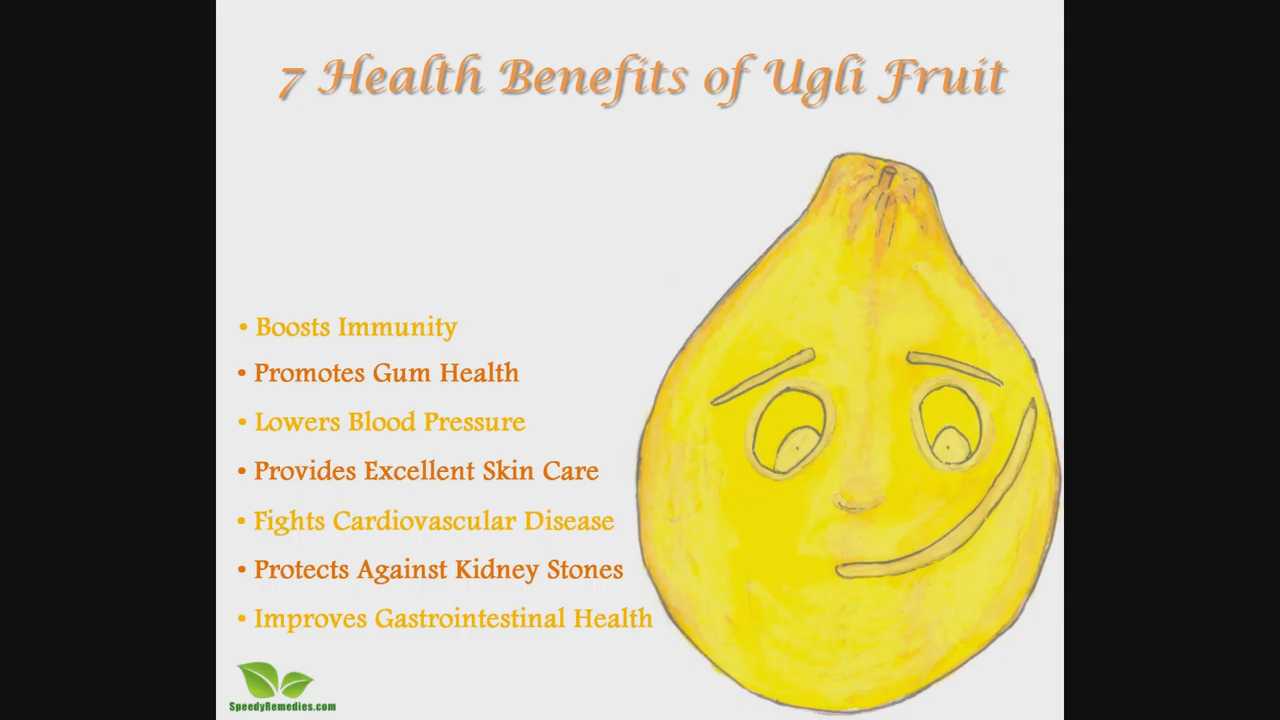 7 Health Benefits of Ugli Fruit
• Boosts Immunity
• Promotes Gum Health
• Lowers Blood Pressure
• Provides Excellent Skin Care
• Fights Cardiovascular Disease
• Protects Against Kidney Stones
• Improves Gastrointestinal Health
SpeedyRemedies.com